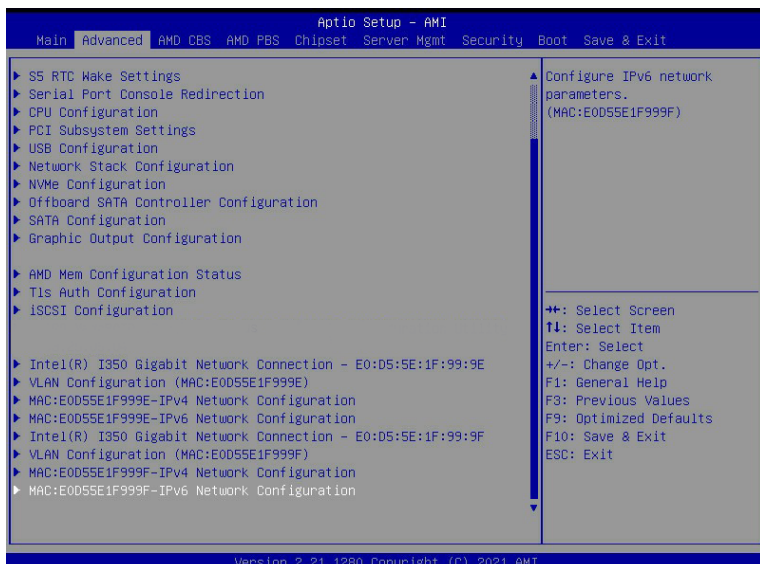 Aptio Setup - AMI
Main Advanced AMD CBS AMD PBS Chipset Server Mgmt Security Boot Save & Exit
S5 RTC Wake Settings
Serial Port Console Redirection
CPU Configuration
PCI Subsystem Settings
USB Configuration
Network Stack Configuration
NVMe Configuration
Offboard SATA Controller Configuration
SATA Configuration
Graphic Output Configuration
AMD Mem Configuration Status
Tls Auth Configuration
iSCSI Configuration
Intel(R) I350 Gigabit Network Connection - E0:D5:5E:1F:99:9E
VLAN Configuration (MAC:E0D55E1F999E)
MAC:E0D55E1F999E-IPv4 Network Configuration
MAC:E0D55E1F999E-IPv6 Network Configuration
Intel(R) I350 Gigabit Network Connection - E0:D5:5E:1F:99:9F
VLAN Configuration (MAC:E0D55E1F999F)
MAC:E0D55E1F999F-IPv4 Network Configuration
MAC:E0D55E1F999F-IPv6 Network Configuration
Configure IPv6 network
parameters.
(MAC:E0D55E1F999F)
→←: Select Screen
↑↓: Select Item
Enter: Select
+/-: Change Opt.
F1: General Help
F3: Previous Values
F9: Optimized Defaults
F10: Save & Exit
ESC: Exit
Version 2.21.1280 Copyright (C) 2021 AMI